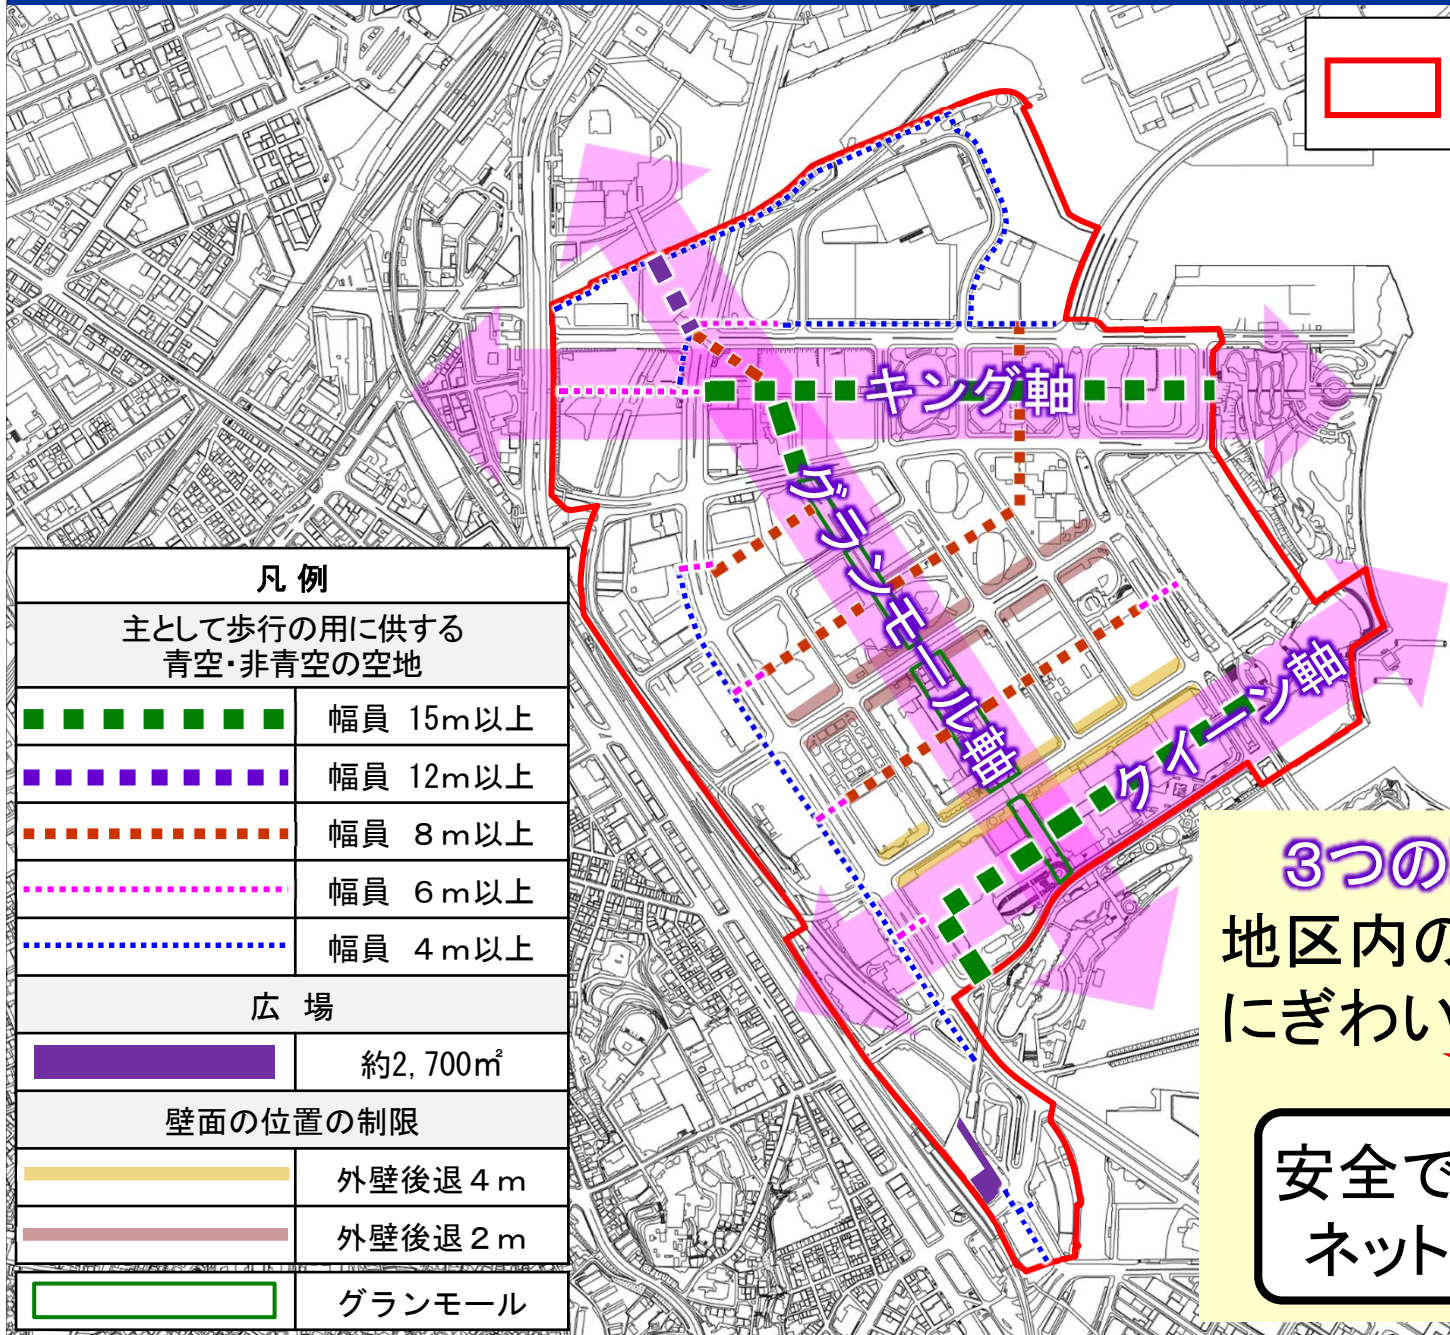 キング軸
グランモール軸
クイーン軸
凡 例
主として歩行の用に供する
青空・非青空の空地
幅員 15m以上
幅員 12m以上
幅員 8m以上
幅員 6m以上
幅員 4m以上
広 場
約2,700㎡
壁面の位置の制限
外壁後退4m
外壁後退2m
グランモール
3つの
地区内の
にぎわい
安全で
ネット